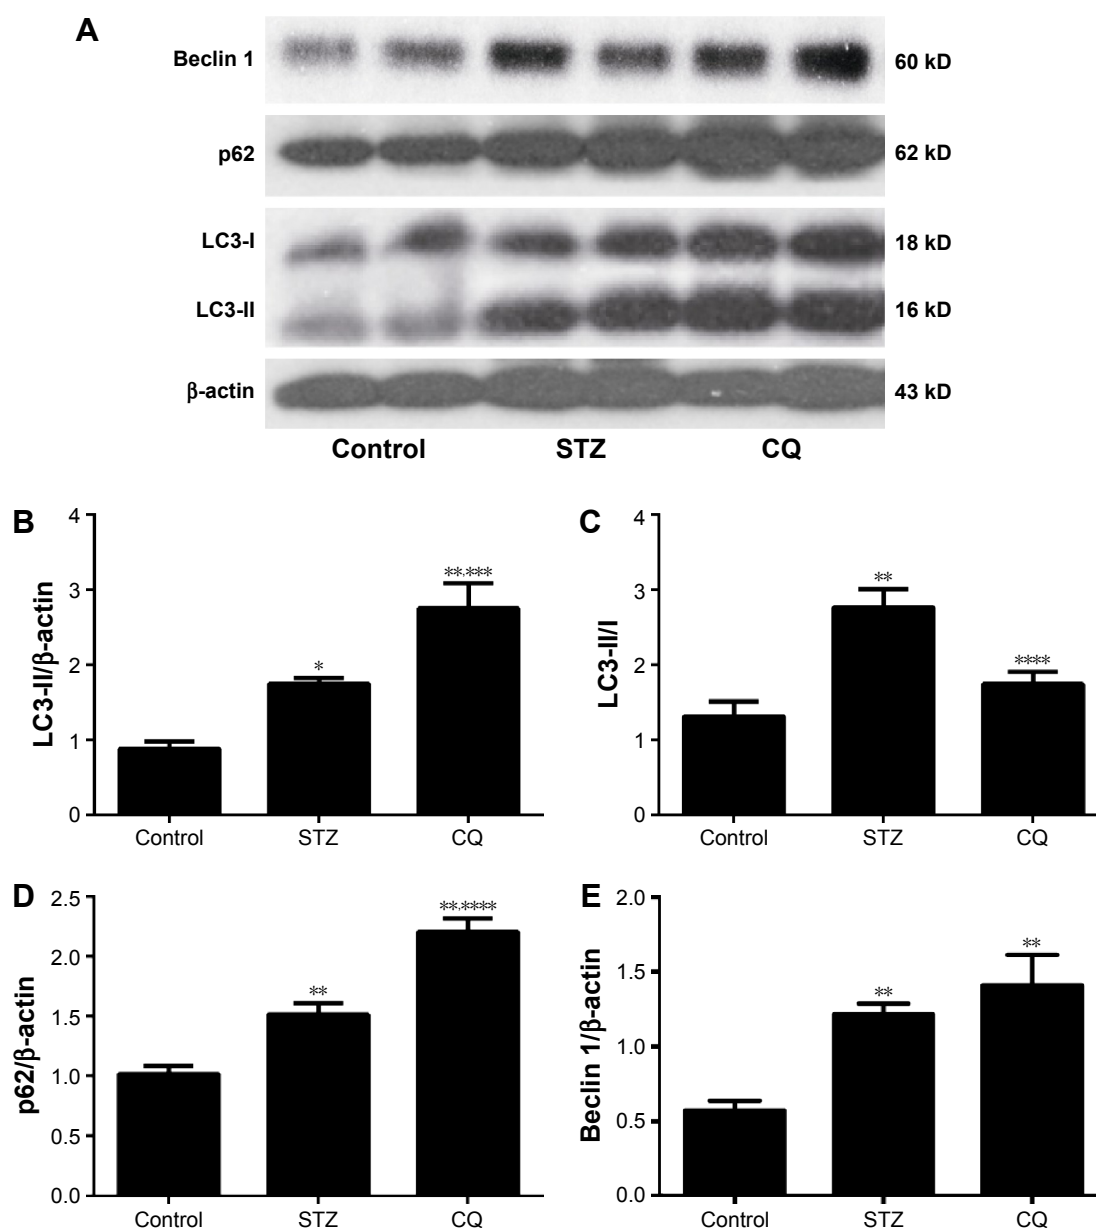 A
Beclin 1 60 kD
p62 62 kD
LC3-I 18 kD
LC3-II 16 kD
β-actin 43 kD
Control STZ CQ
B
LC3-II/β-actin
4
3
2
1
0
*
**,***
Control STZ CQ
C
LC3-II/I
4
3
2
1
0
**
****
Control STZ CQ
D
p62/β-actin
2.5
2.0
1.5
1.0
0.5
0.0
**
**,****
Control STZ CQ
E
Beclin 1/β-actin
2.0
1.5
1.0
0.5
0.0
**
**
Control STZ CQ